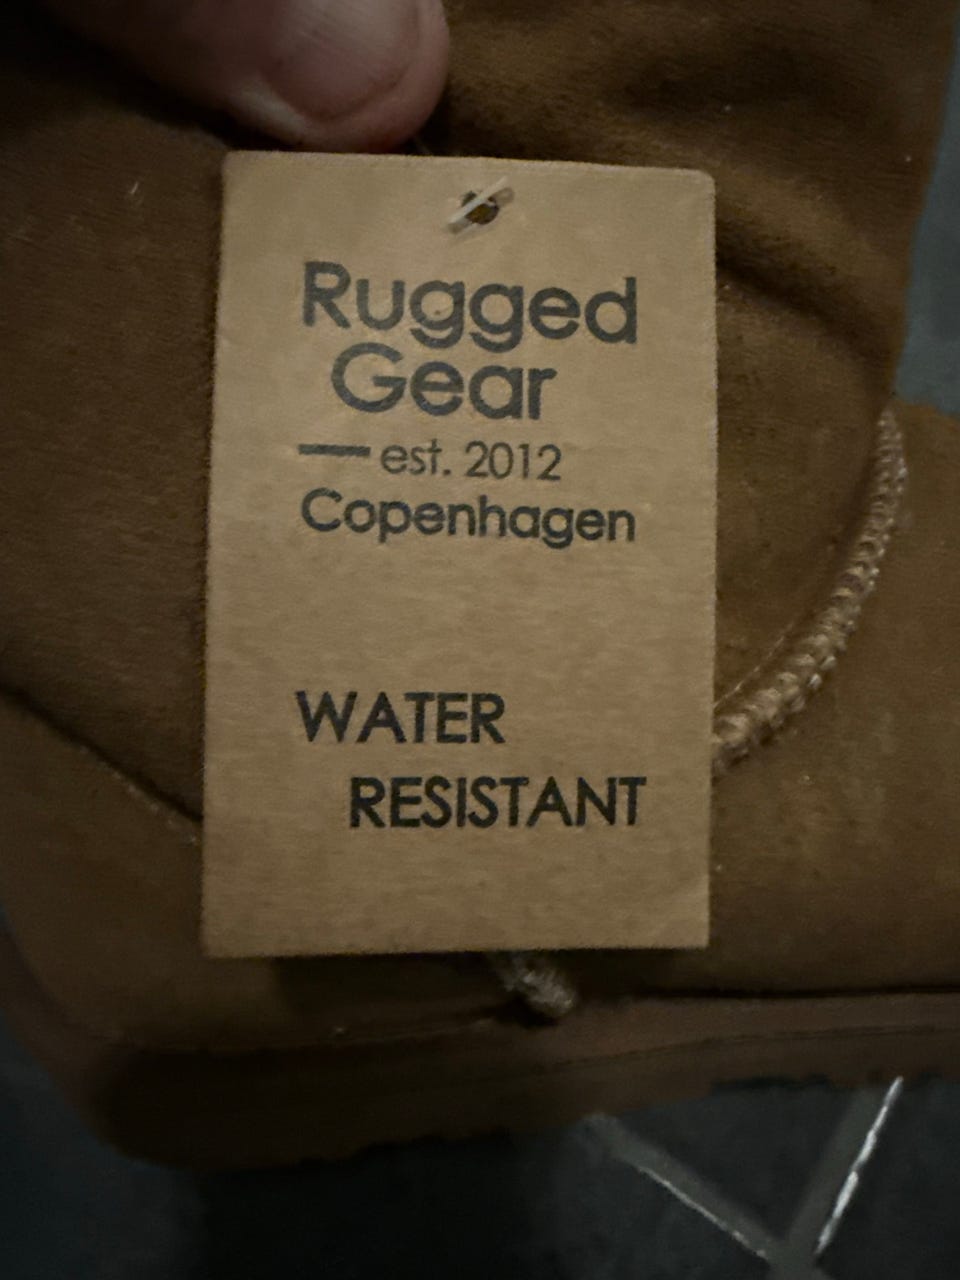 Rugged
Gear
— est. 2012
Copenhagen
WATER
RESISTANT